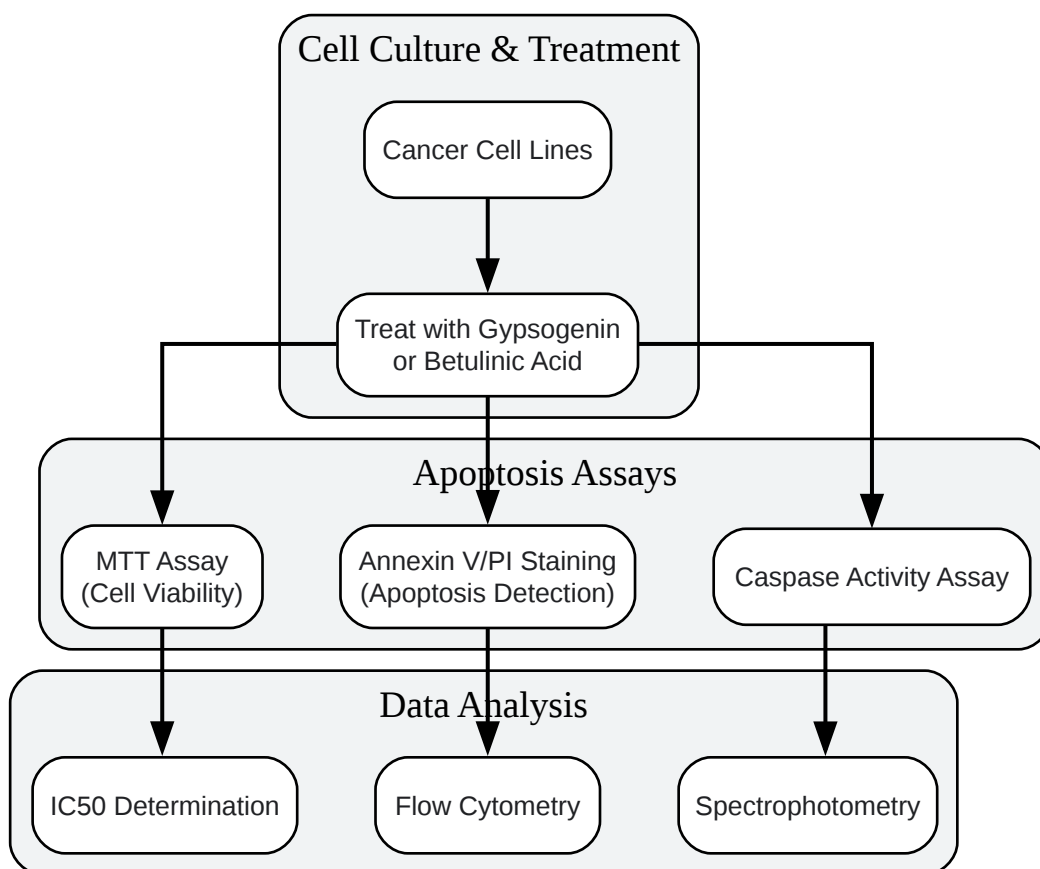 Cell Culture & Treatment
Cancer Cell Lines
Treat with Gypsogenin
or Betulinic Acid
Apoptosis Assays
MTT Assay
(Cell Viability)
Annexin V/PI Staining
(Apoptosis Detection)
Caspase Activity Assay
Data Analysis
IC50 Determination
Flow Cytometry
Spectrophotometry